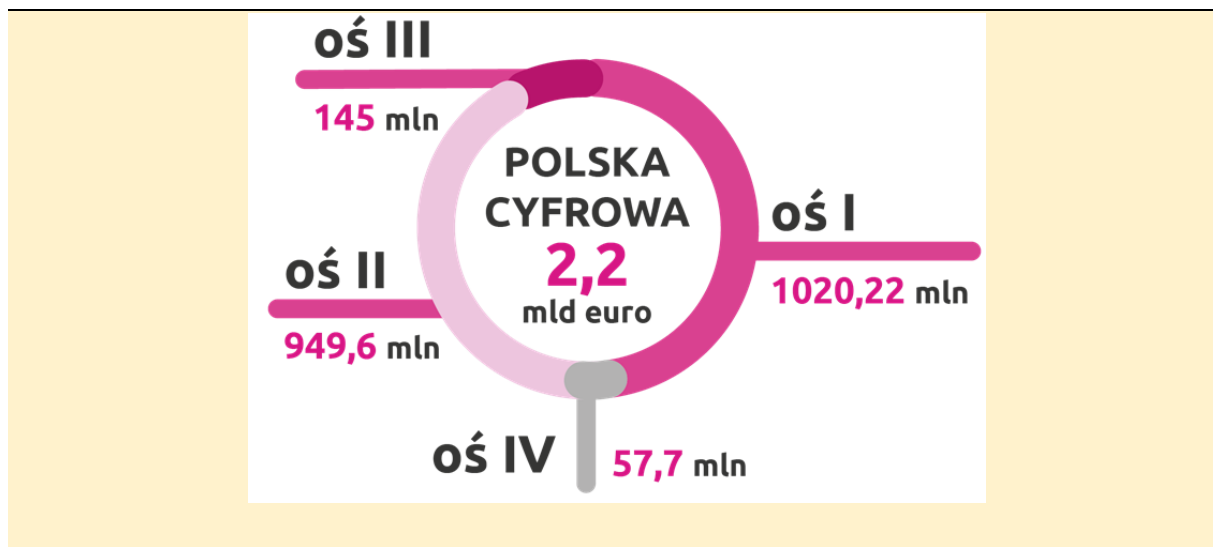 oś III
145 mln
POLSKA
CYFROWA
2,2
mld euro
oś I
1020,22 mln
oś II
949,6 mln
oś IV
57,7 mln